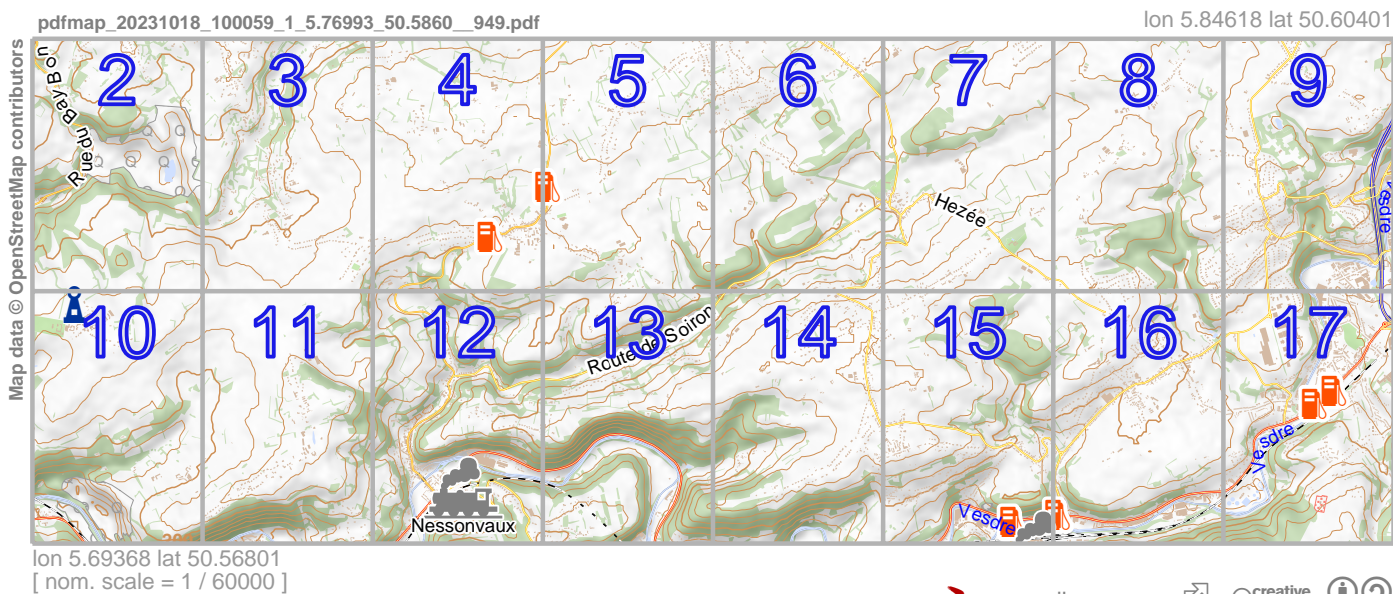 pdfmap_20231018_100059_1_5.76993_50.5860__949.pdf
lon 5.84618 lat 50.60401
Map data © OpenStreetMap contributors
2
3
4
5
6
7
8
9
Rue du Bay Bon
Hezée
Vesdre
10
11
12
13
14
15
16
17
Route de Soiron
Vesdre
Nessonvaux
Vesdre
lon 5.69368 lat 50.56801
[ nom. scale = 1 / 60000 ]
creative